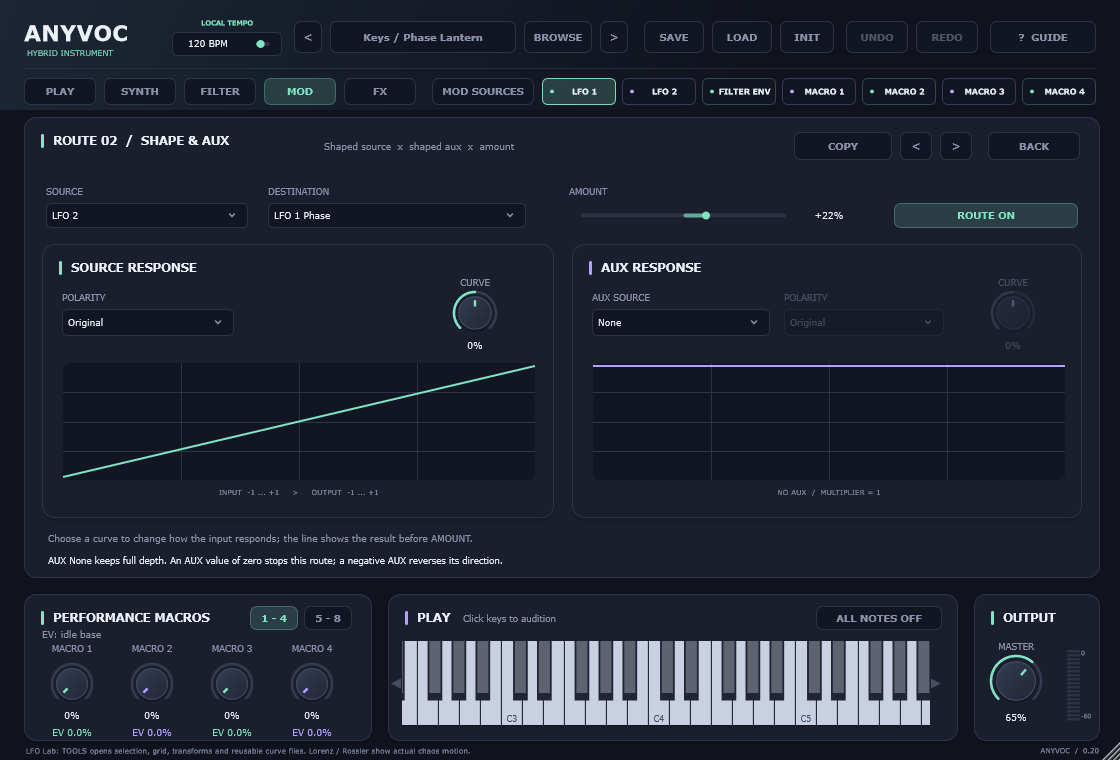 ANYVOC
HYBRID INSTRUMENT
LOCAL TEMPO
120 BPM
< Keys / Phase Lantern BROWSE > SAVE LOAD INIT UNDO REDO ? GUIDE
PLAY SYNTH FILTER MOD FX MOD SOURCES LFO 1 LFO 2 FILTER ENV MACRO 1 MACRO 2 MACRO 3 MACRO 4
ROUTE 02 / SHAPE & AUX
Shaped source x shaped aux x amount
COPY < > BACK
SOURCE DESTINATION AMOUNT
LFO 2 LFO 1 Phase +22% ROUTE ON
SOURCE RESPONSE
POLARITY CURVE
Original
0%
INPUT -1 ... +1 > OUTPUT -1 ... +1
AUX RESPONSE
AUX SOURCE POLARITY CURVE
None Original
0%
NO AUX / MULTIPLIER = 1
Choose a curve to change how the input responds; the line shows the result before AMOUNT.
AUX None keeps full depth. An AUX value of zero stops this route; a negative AUX reverses its direction.
PERFORMANCE MACROS 1 - 4 5 - 8
EV: idle base
MACRO 1 MACRO 2 MACRO 3 MACRO 4
0% 0% 0% 0%
EV 0.0% EV 0.0% EV 0.0% EV 0.0%
PLAY Click keys to audition ALL NOTES OFF
C3 C4 C5
OUTPUT
MASTER
0
-60
65%
LFO Lab: TOOLS opens selection, grid, transforms and reusable curve files. Lorenz / Rossler show actual chaos motion.
ANYVOC / 0.20